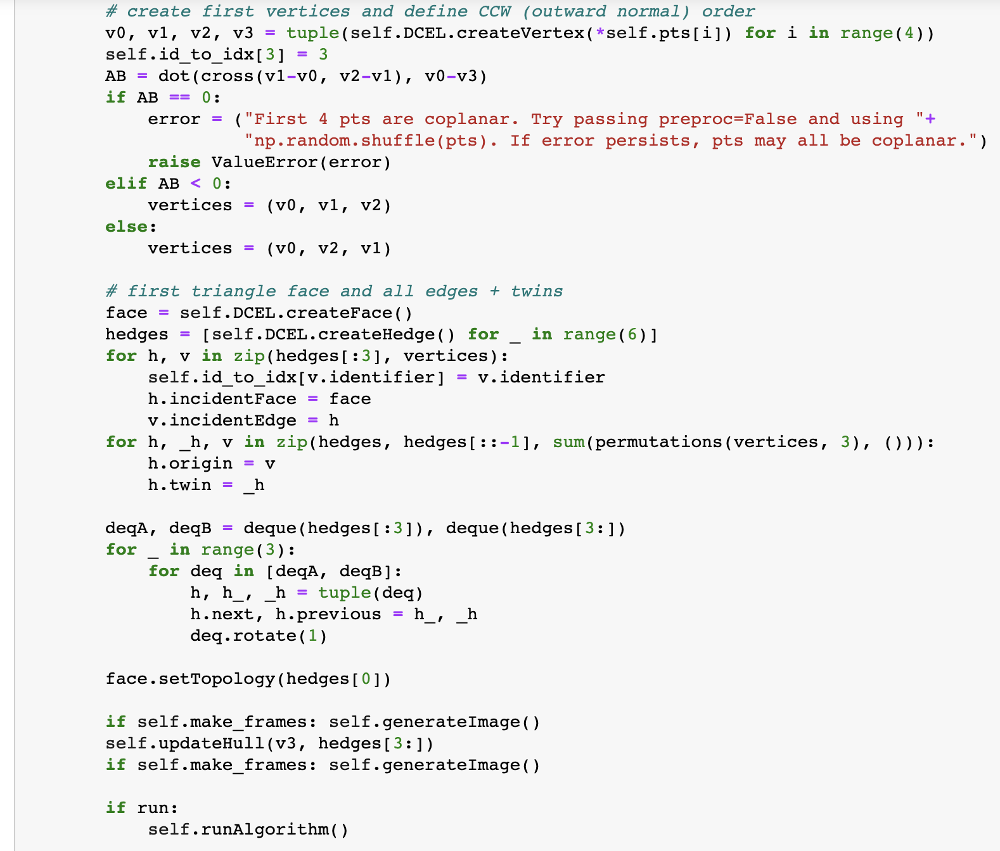 # create first vertices and define CCW (outward normal) order
v0, v1, v2, v3 = tuple(self.DCEL.createVertex(*self.pts[i]) for i in range(4))
self.id_to_idx[3] = 3
AB = dot(cross(v1-v0, v2-v1), v0-v3)
if AB == 0:
    error = ("First 4 pts are coplanar. Try passing preproc=False and using "+
             "np.random.shuffle(pts). If error persists, pts may all be coplanar.")
    raise ValueError(error)
elif AB < 0:
    vertices = (v0, v1, v2)
else:
    vertices = (v0, v2, v1)

# first triangle face and all edges + twins
face = self.DCEL.createFace()
hedges = [self.DCEL.createHedge() for _ in range(6)]
for h, v in zip(hedges[:3], vertices):
    self.id_to_idx[v.identifier] = v.identifier
    h.incidentFace = face
    v.incidentEdge = h
for h, _h, v in zip(hedges, hedges[::-1], sum(permutations(vertices, 3), ())):
    h.origin = v
    h.twin = _h

deqA, deqB = deque(hedges[:3]), deque(hedges[3:])
for _ in range(3):
    for deq in [deqA, deqB]:
        h, h_, _h = tuple(deq)
        h.next, h.previous = h_, _h
        deq.rotate(1)

face.setTopology(hedges[0])

if self.make_frames: self.generateImage()
self.updateHull(v3, hedges[3:])
if self.make_frames: self.generateImage()

if run:
    self.runAlgorithm()